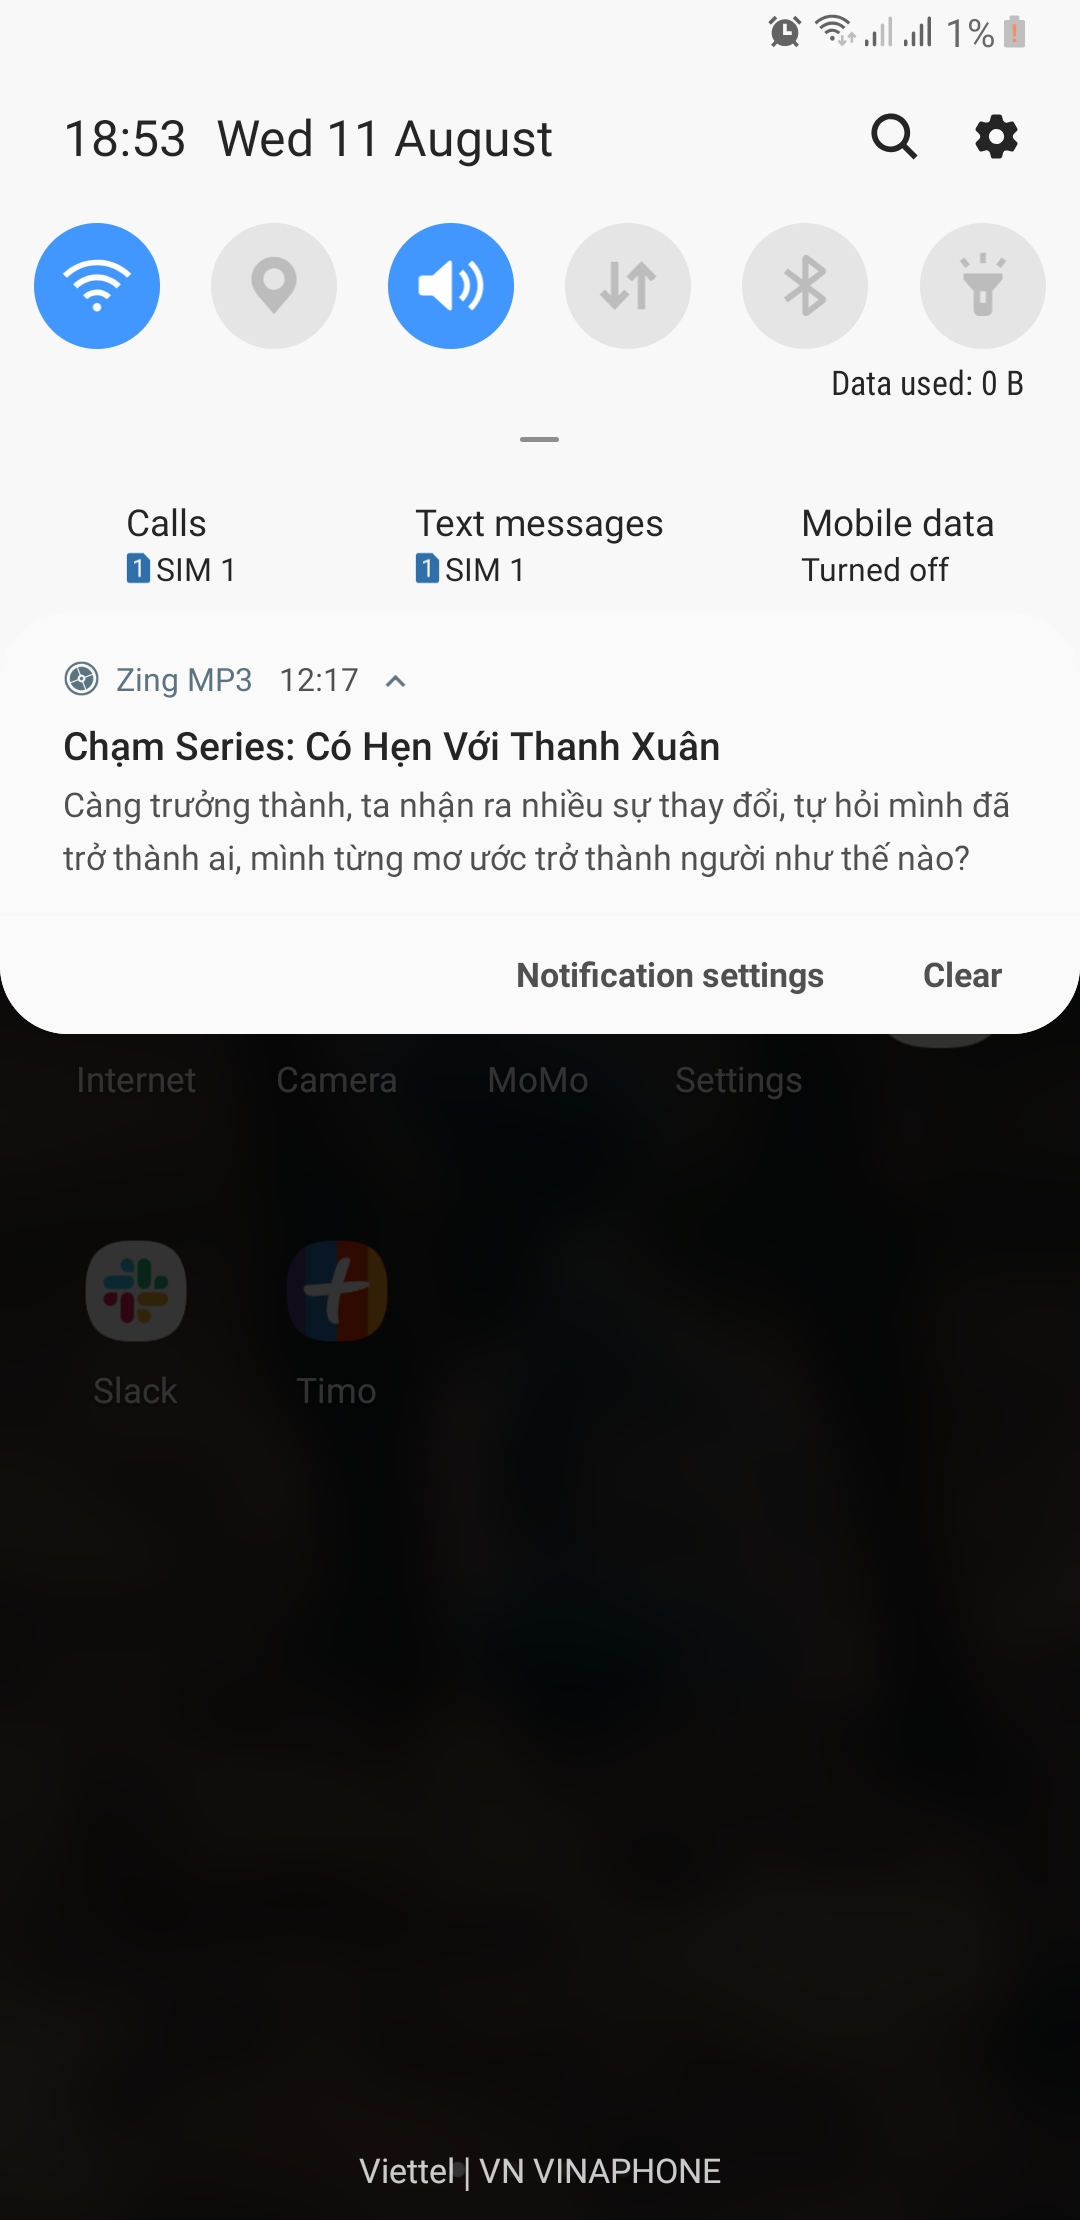 1%
18:53 Wed 11 August
Data used: 0 B
Calls Text messages Mobile data
1 SIM 1 1 SIM 1 Turned off
Zing MP3 12:17
Chạm Series: Có Hẹn Với Thanh Xuân
Càng trưởng thành, ta nhận ra nhiều sự thay đổi, tự hỏi mình đã
trở thành ai, mình từng mơ ước trở thành người như thế nào?
Notification settings Clear
Internet Camera MoMo Settings
Slack Timo
Viettel | VN VINAPHONE